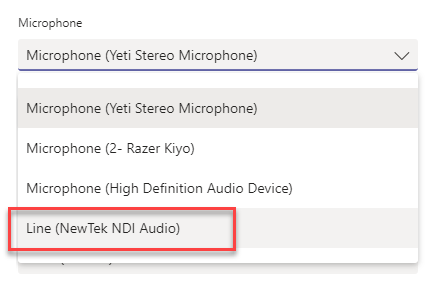 Microphone
Microphone (Yeti Stereo Microphone)
Microphone (Yeti Stereo Microphone)
Microphone (2- Razer Kiyo)
Microphone (High Definition Audio Device)
Line (NewTek NDI Audio)